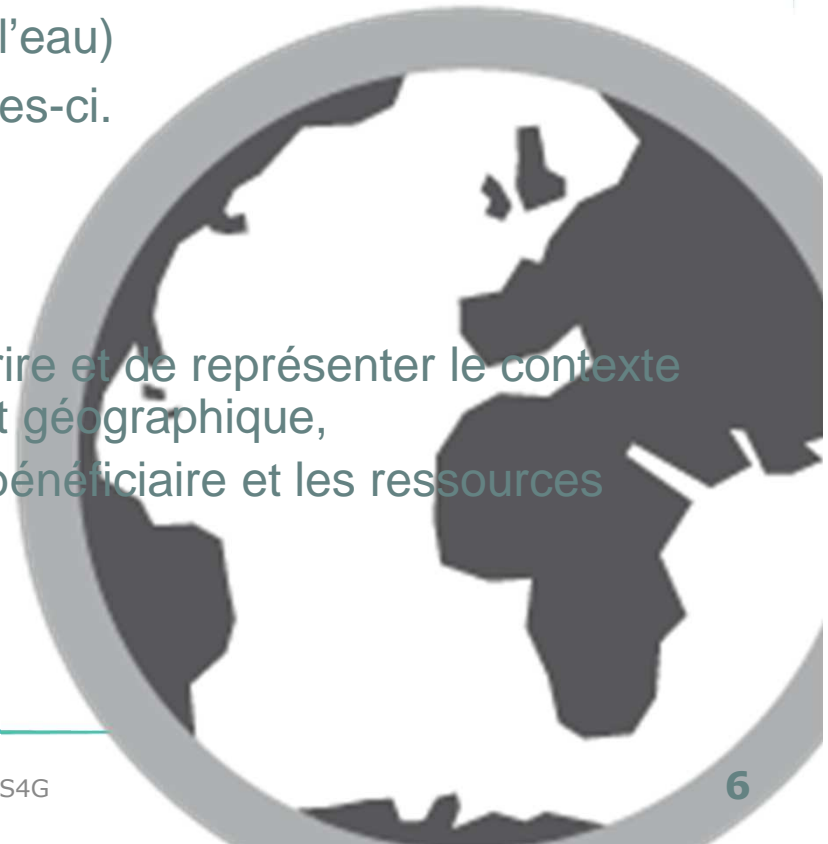 l’eau)
es-ci.
rire et de représenter le contexte
t géographique,
bénéficiaire et les ressources
S4G
6